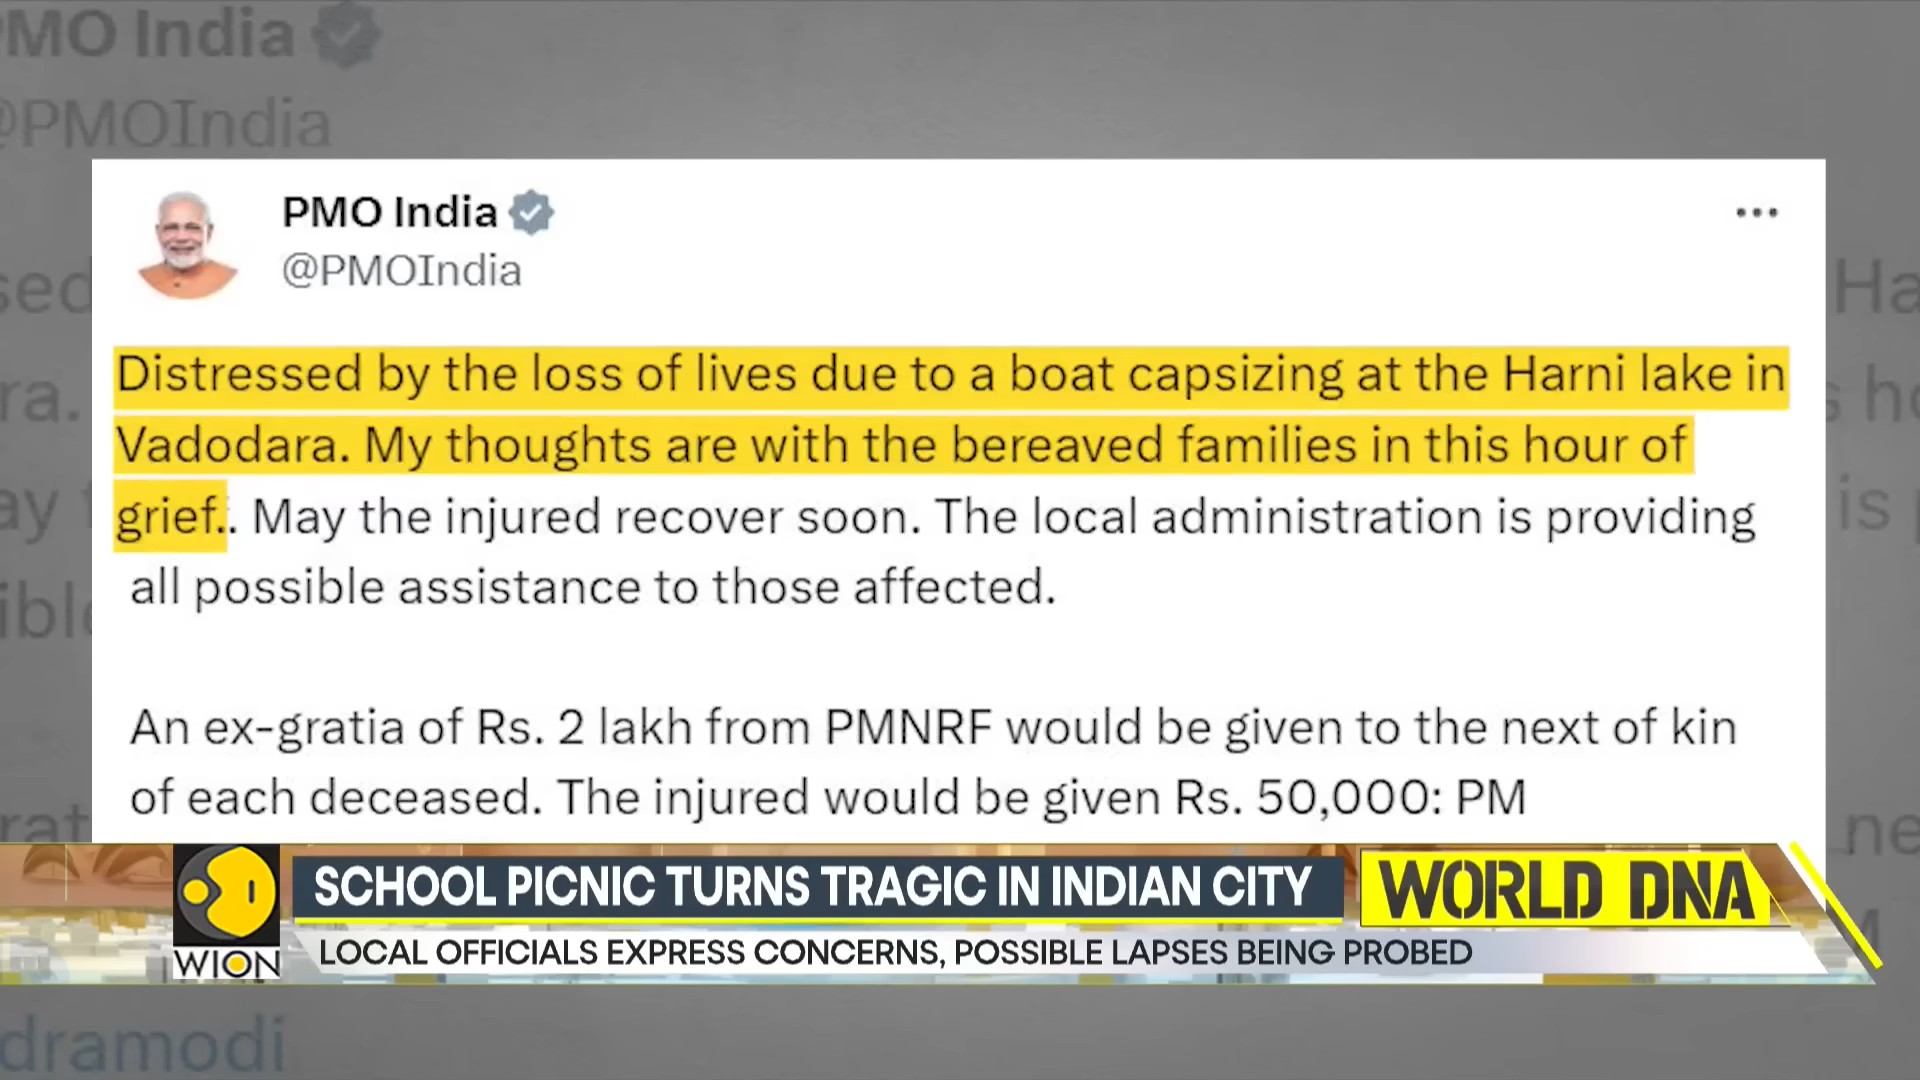 MO India
@PMOIndia
PMO India
@PMOIndia
Distressed by the loss of lives due to a boat capsizing at the Harni lake in
Vadodara. My thoughts are with the bereaved families in this hour of
grief.. May the injured recover soon. The local administration is providing
all possible assistance to those affected.
An ex-gratia of Rs. 2 lakh from PMNRF would be given to the next of kin
of each deceased. The injured would be given Rs. 50,000: PM
SCHOOL PICNIC TURNS TRAGIC IN INDIAN CITY
WORLD DNA
LOCAL OFFICIALS EXPRESS CONCERNS, POSSIBLE LAPSES BEING PROBED
WION
dramodi